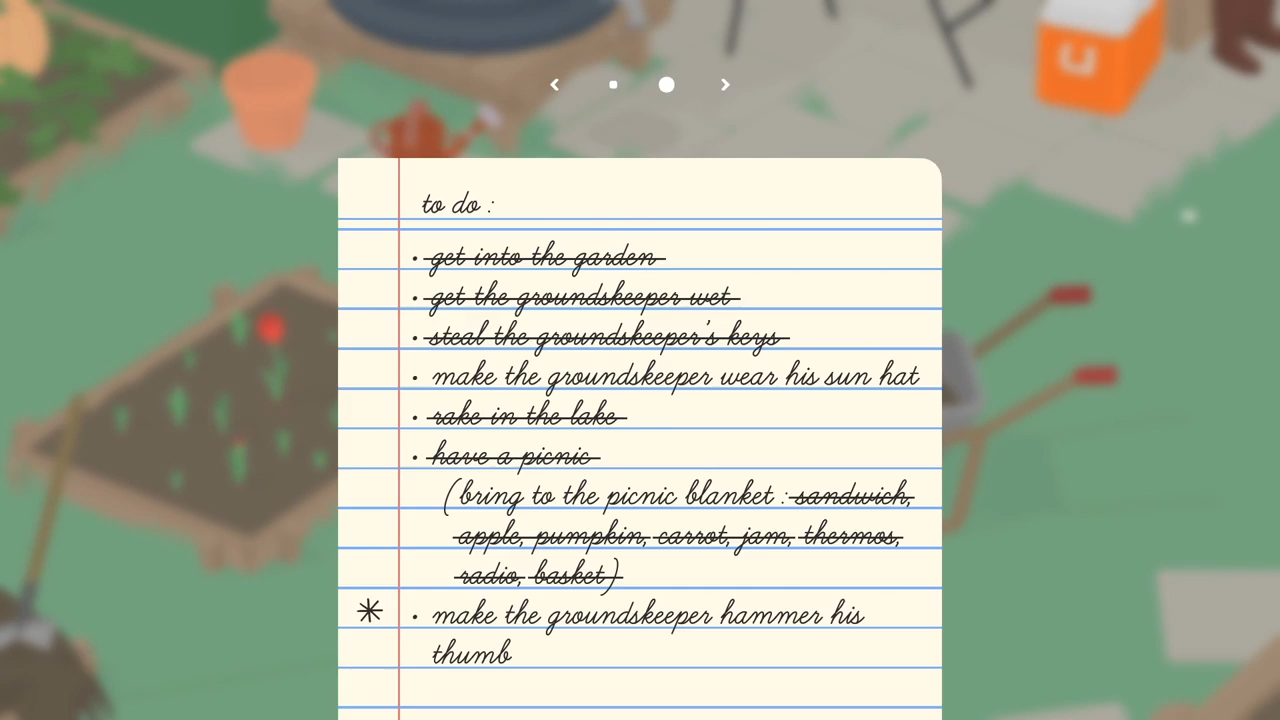 to do :
· get into the garden
· get the groundskeeper wet
· steal the groundskeeper's keys
· make the groundskeeper wear his sun hat
· rake in the lake
· have a picnic
(bring to the picnic blanket : sandwich,
apple, pumpkin, carrot, jam, thermos,
radio, basket)
* · make the groundskeeper hammer his
thumb